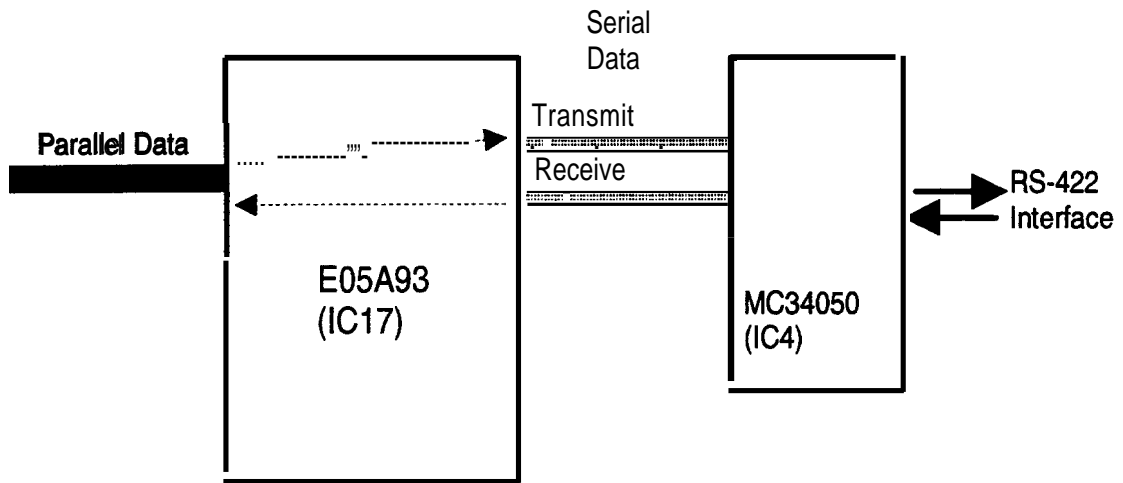 Serial
Data
Transmit
Parallel Data
Receive
RS-422
Interface
E05A93
(IC17)
MC34050
(IC4)